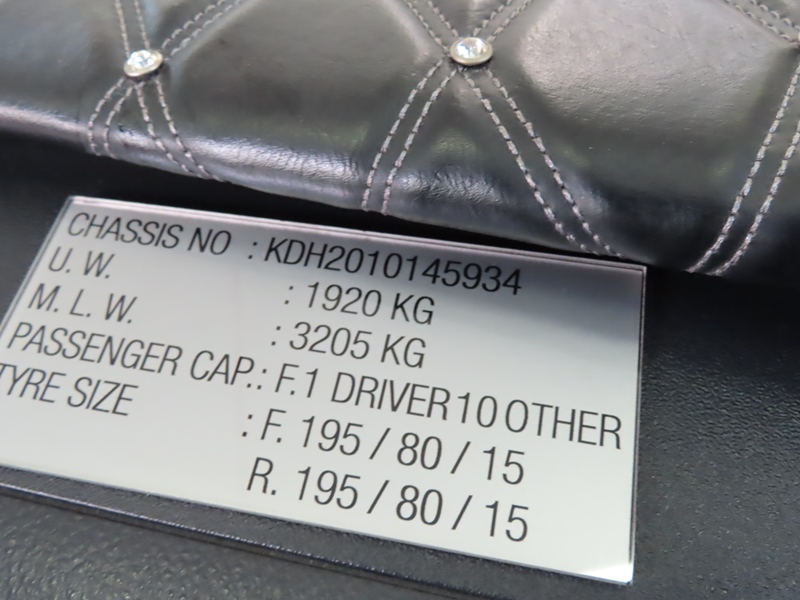 CHASSIS NO : KDH2010145934
U. W. : 1920 KG
M. L. W. : 3205 KG
PASSENGER CAP.: F.1 DRIVER 10 OTHER
TYRE SIZE : F. 195 / 80 / 15
R. 195 / 80 / 15